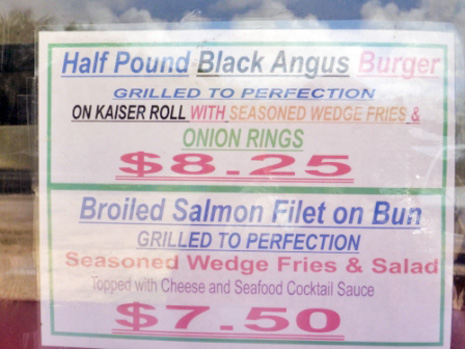 Half Pound Black Angus Burger
GRILLED TO PERFECTION
ON KAISER ROLL WITH SEASONED WEDGE FRIES &
ONION RINGS
$8.25
Broiled Salmon Filet on Bun
GRILLED TO PERFECTION
Seasoned Wedge Fries & Salad
Topped with Cheese and Seafood Cocktail Sauce
$7.50